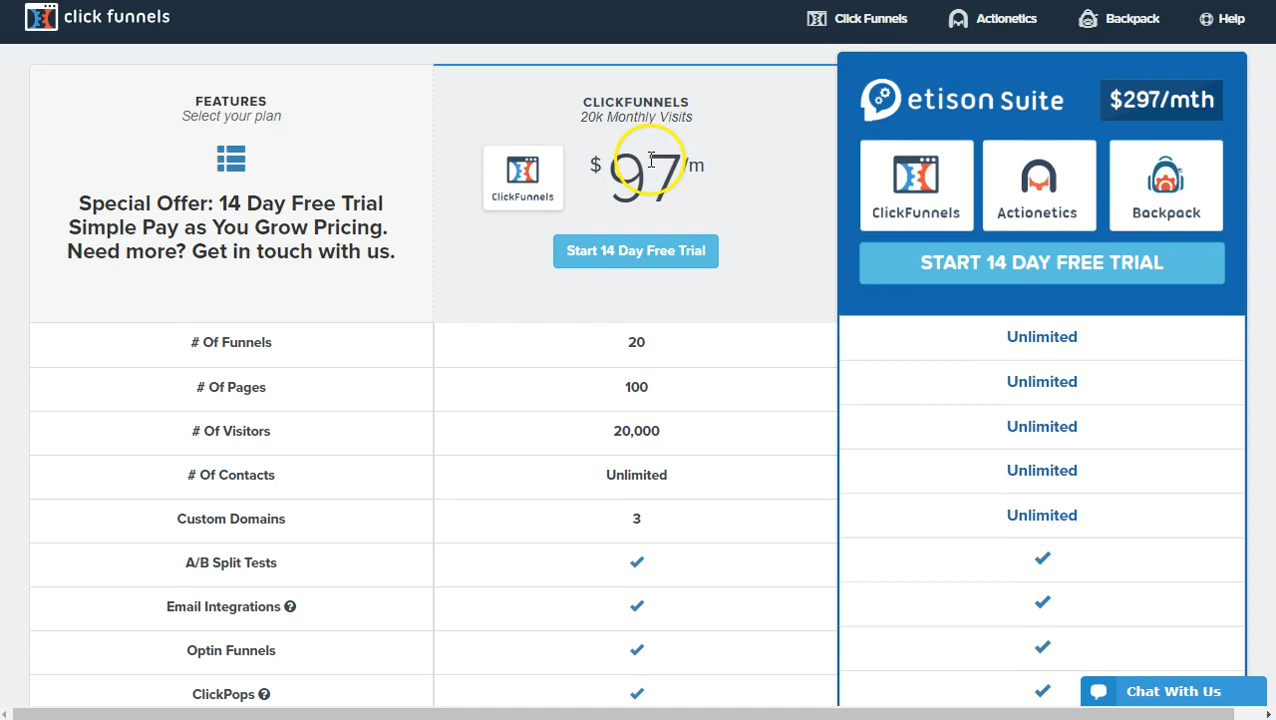 click funnels
Click Funnels
Actionetics
Backpack
Help
FEATURES
Select your plan
Special Offer: 14 Day Free Trial
Simple Pay as You Grow Pricing.
Need more? Get in touch with us.
CLICKFUNNELS
20k Monthly Visits
ClickFunnels
$ 97 /m
Start 14 Day Free Trial
etison Suite
$297/mth
ClickFunnels
Actionetics
Backpack
START 14 DAY FREE TRIAL
# Of Funnels 20 Unlimited
# Of Pages 100 Unlimited
# Of Visitors 20,000 Unlimited
# Of Contacts Unlimited Unlimited
Custom Domains 3 Unlimited
A/B Split Tests
Email Integrations ?
Optin Funnels
ClickPops ?
Chat With Us